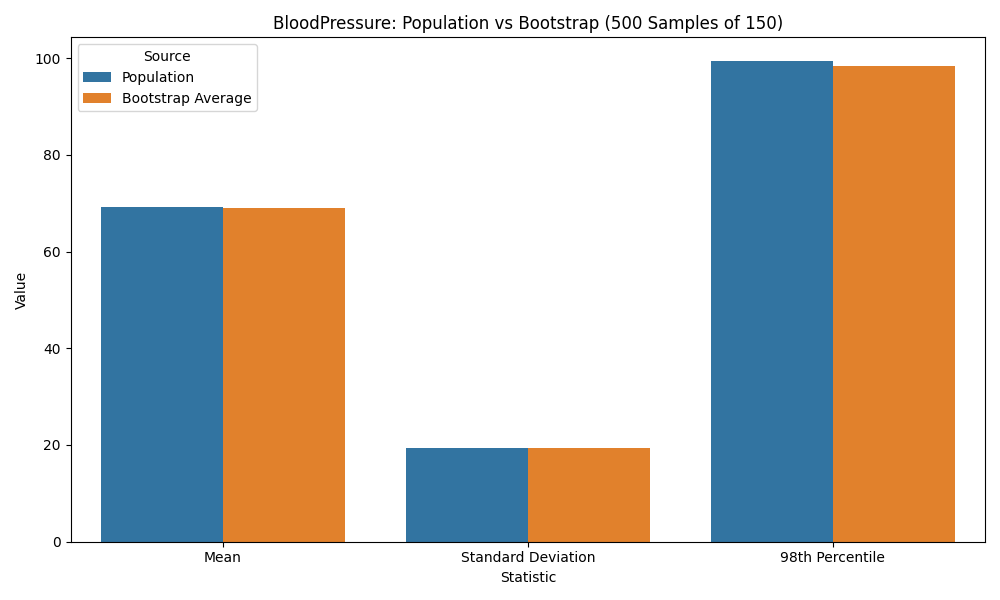 BloodPressure: Population vs Bootstrap (500 Samples of 150)
Source
Population
Bootstrap Average
100
80
60
40
20
0
Value
Mean
Standard Deviation
98th Percentile
Statistic